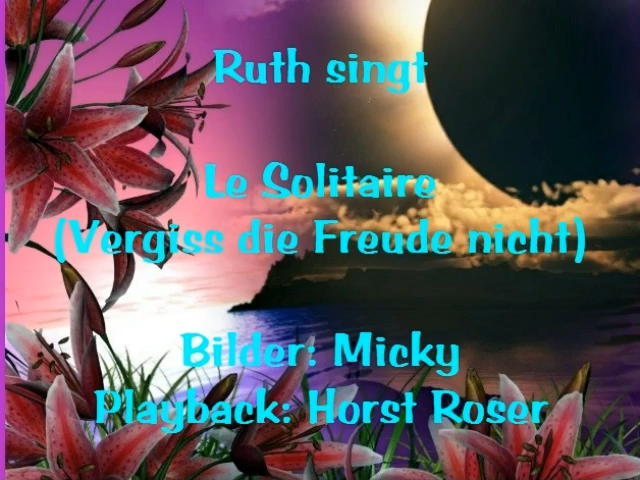 Ruth singt
Le Solitaire
(Vergiss die Freude nicht)
Bilder: Micky
Playback: Horst Roser